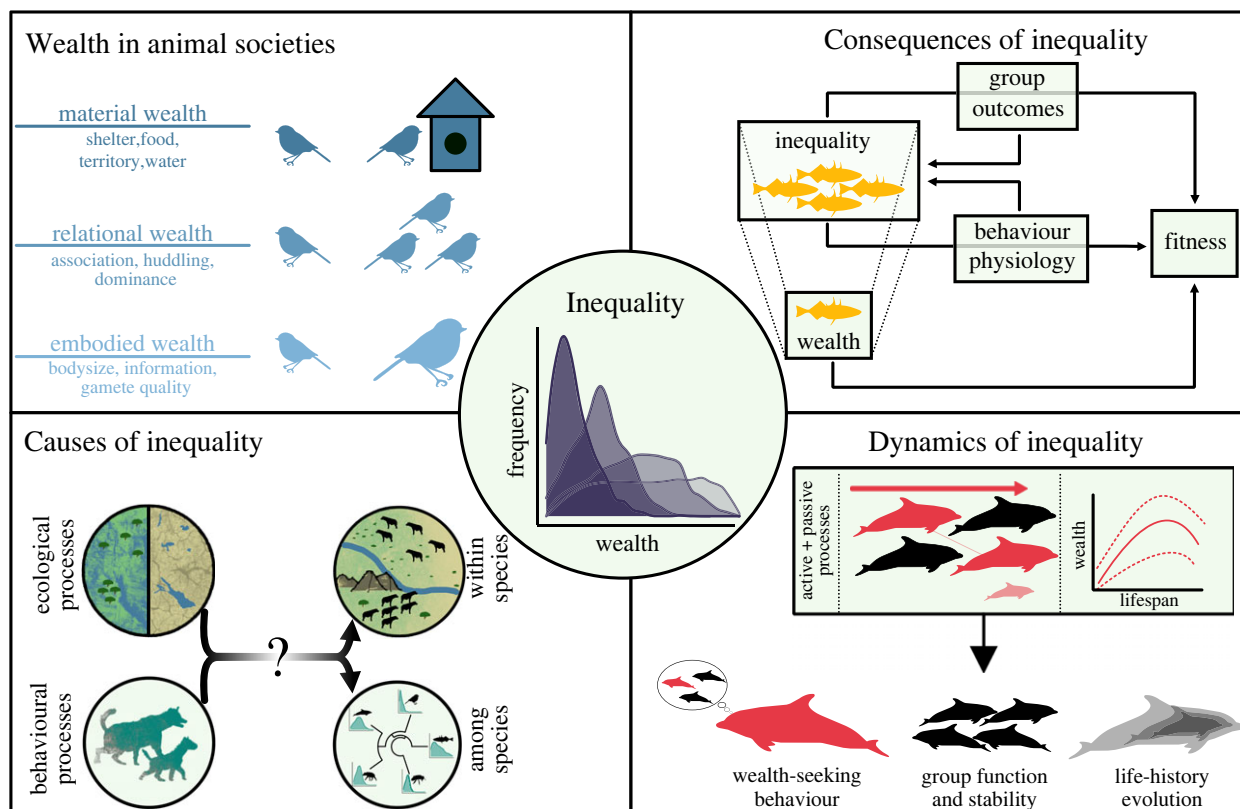 Wealth in animal societies
material wealth
shelter,food,
territory,water
relational wealth
association, huddling,
dominance
embodied wealth
bodysize, information,
gamete quality
Consequences of inequality
group
outcomes
inequality
behaviour
physiology
fitness
wealth
Inequality
frequency
wealth
Causes of inequality
ecological
processes
within
species
?
behavioural
processes
among
species
Dynamics of inequality
active + passive
processes
wealth
lifespan
wealth-seeking
behaviour
group function
and stability
life-history
evolution